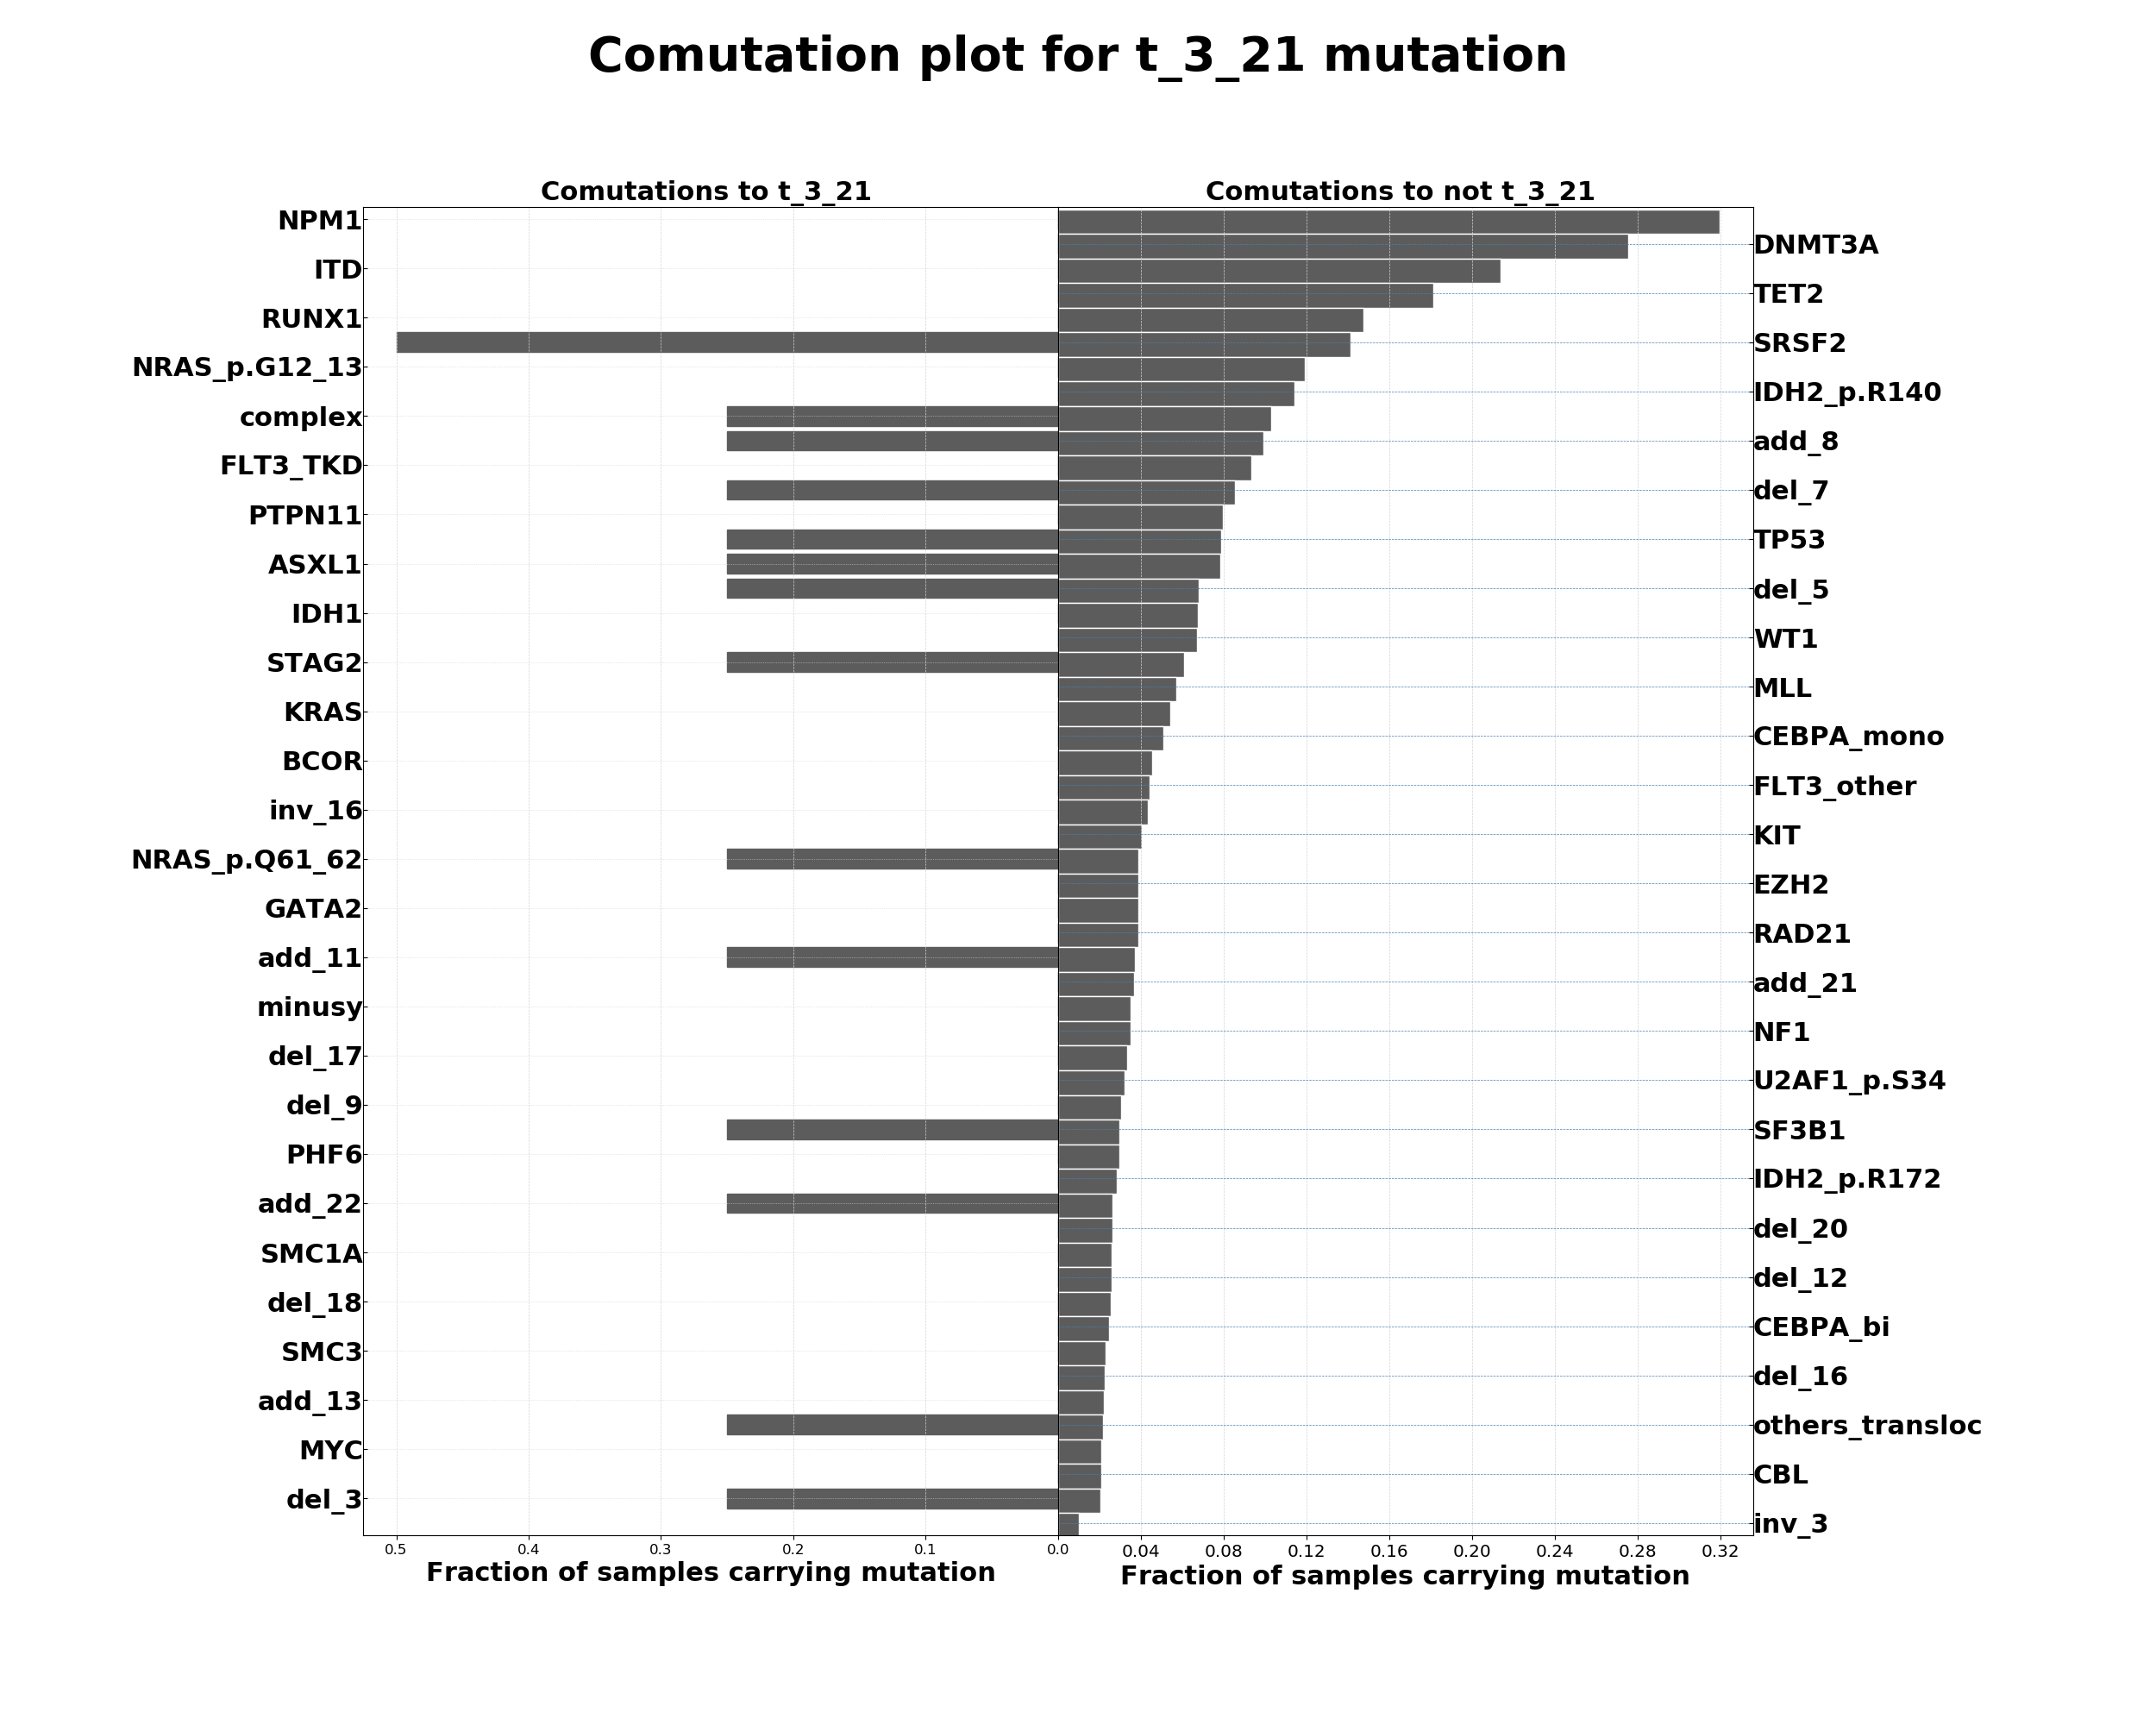 Comutation plot for t_3_21 mutation
Comutations to t_3_21
Comutations to not t_3_21
NPM1
DNMT3A
ITD
TET2
RUNX1
SRSF2
NRAS_p.G12_13
IDH2_p.R140
complex
add_8
FLT3_TKD
del_7
PTPN11
TP53
ASXL1
del_5
IDH1
WT1
STAG2
MLL
KRAS
CEBPA_mono
BCOR
FLT3_other
inv_16
KIT
NRAS_p.Q61_62
EZH2
GATA2
RAD21
add_11
add_21
minusy
NF1
del_17
U2AF1_p.S34
del_9
SF3B1
PHF6
IDH2_p.R172
add_22
del_20
SMC1A
del_12
del_18
CEBPA_bi
SMC3
del_16
add_13
others_transloc
MYC
CBL
del_3
inv_3
0.5 0.4 0.3 0.2 0.1 0.0 0.04 0.08 0.12 0.16 0.20 0.24 0.28 0.32
Fraction of samples carrying mutation
Fraction of samples carrying mutation